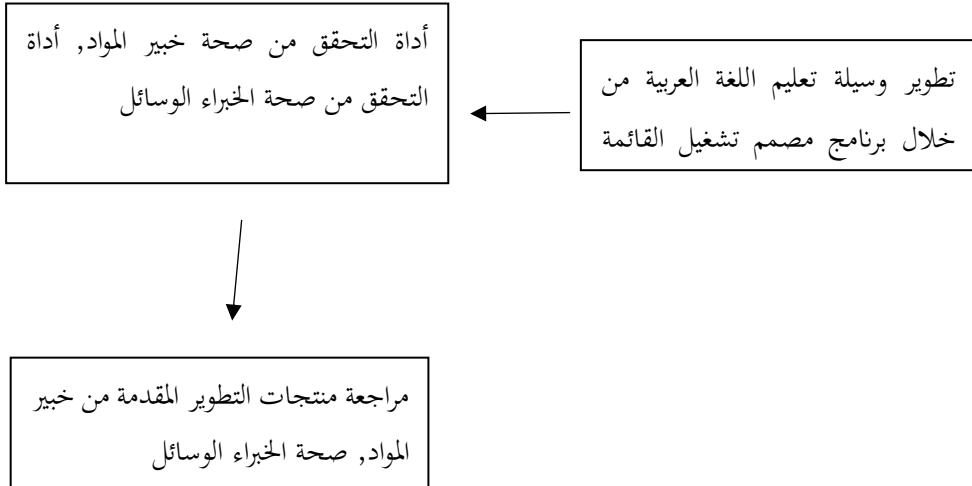 تطوير وسيلة تعليم اللغة العربية من
خلال برنامج مصمم تشغيل القائمة
أداة التحقق من صحة خبير المواد, أداة
التحقق من صحة الخبراء الوسائل
مراجعة منتجات التطوير المقدمة من خبير
المواد, صحة الخبراء الوسائل